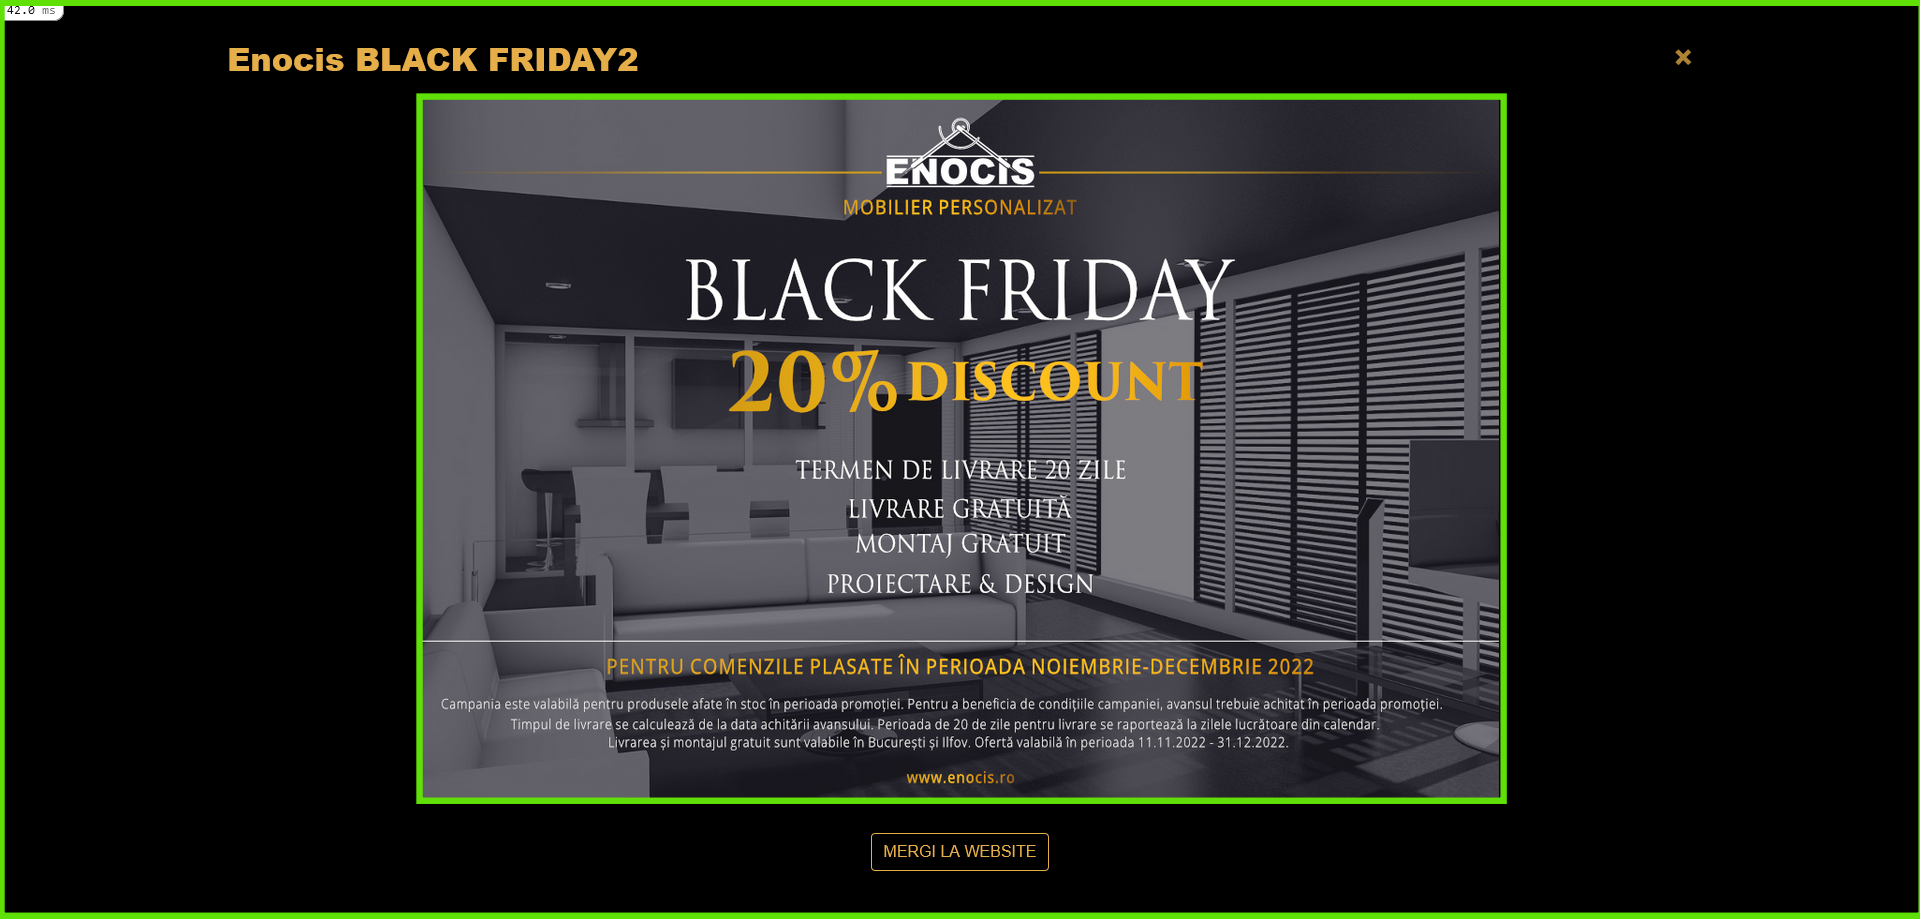 42.0 ms
Enocis BLACK FRIDAY2
×
ENOCIS
MOBILIER PERSONALIZAT
BLACK FRIDAY
20% DISCOUNT
TERMEN DE LIVRARE 20 ZILE
LIVRARE GRATUITĂ
MONTAJ GRATUIT
PROIECTARE & DESIGN
PENTRU COMENZILE PLASATE ÎN PERIOADA NOIEMBRIE-DECEMBRIE 2022
Campania este valabilă pentru produsele afate în stoc în perioada promoției. Pentru a beneficia de condițiile campaniei, avansul trebuie achitat în perioada promoției.
Timpul de livrare se calculează de la data achitării avansului. Perioada de 20 de zile pentru livrare se raportează la zilele lucrătoare din calendar.
Livrarea și montajul gratuit sunt valabile în București și Ilfov. Ofertă valabilă în perioada 11.11.2022 - 31.12.2022.
www.enocis.ro
MERGI LA WEBSITE